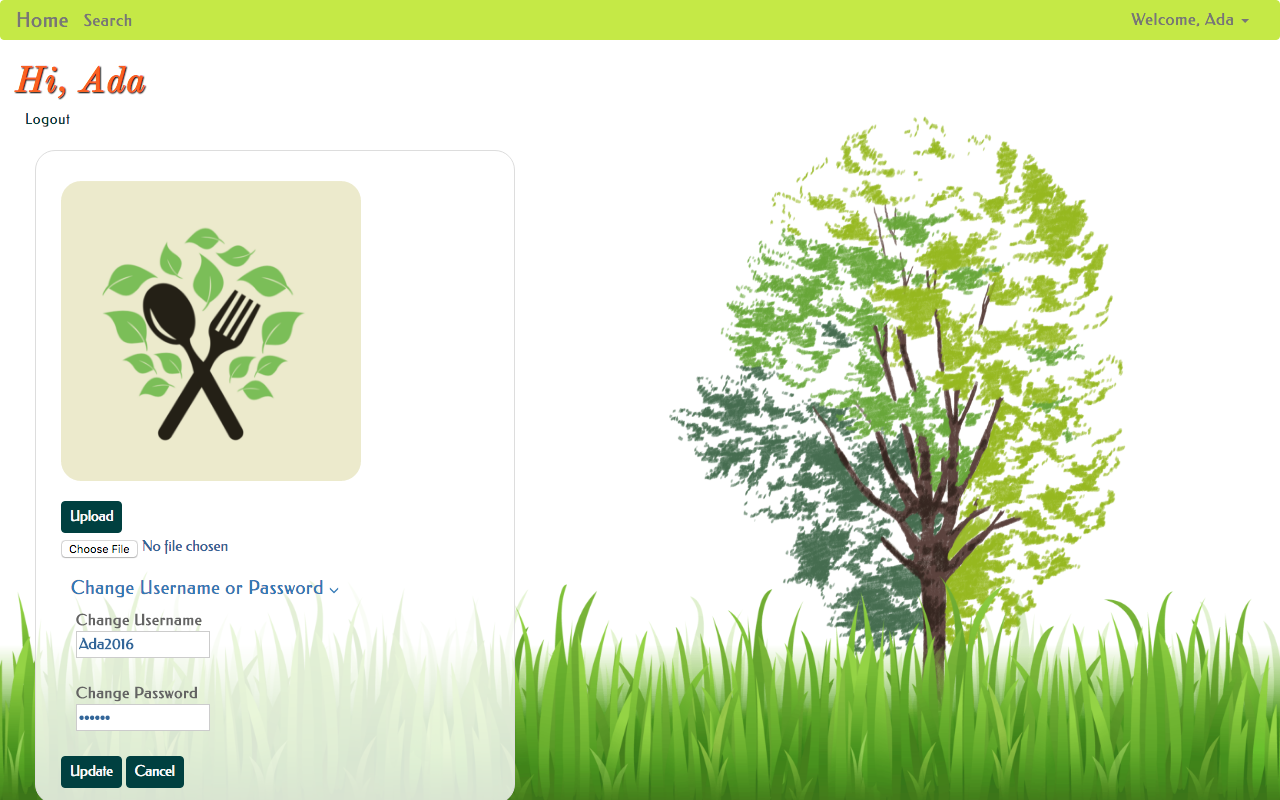 Home Search Welcome, Ada
Hi, Ada
Logout
Upload
Choose File No file chosen
Change Username or Password
Change Username
Ada2016
Change Password
••••••
Update Cancel